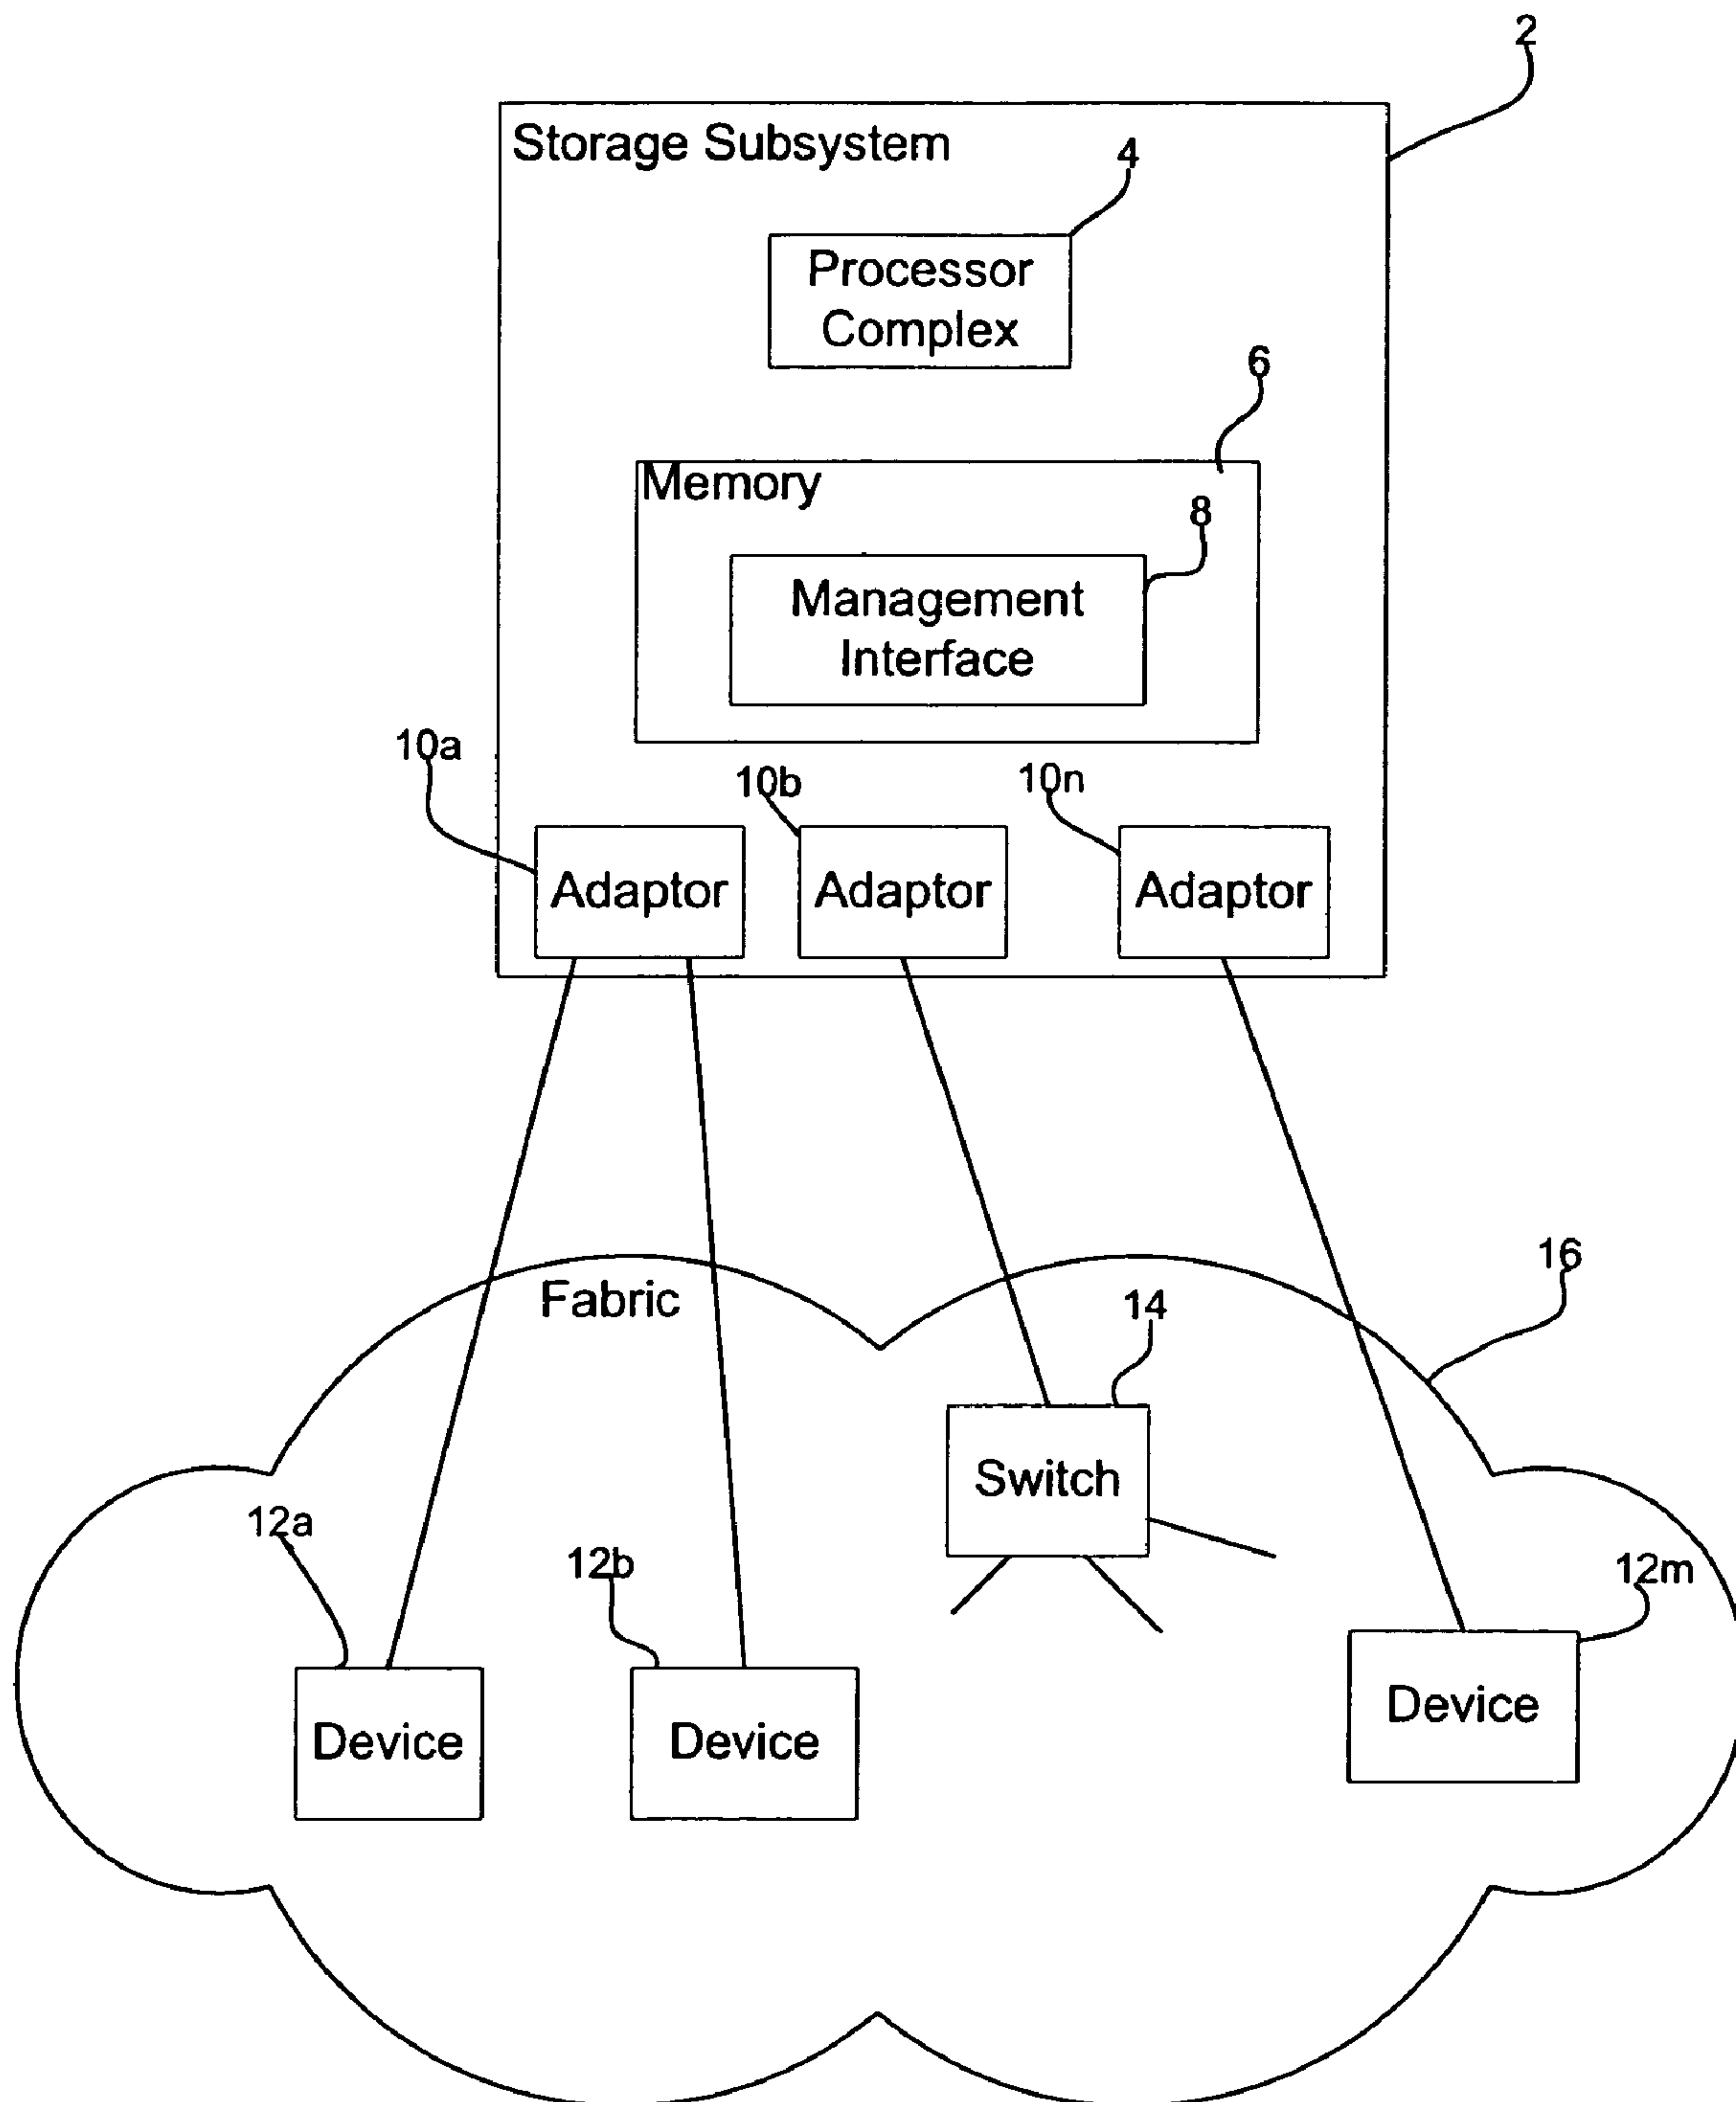 2
Storage Subsystem
4
Processor
Complex
6
Memory
8
Management
Interface
10a
10b
10n
Adaptor
Adaptor
Adaptor
16
Fabric
14
Switch
12a
12b
12m
Device
Device
Device